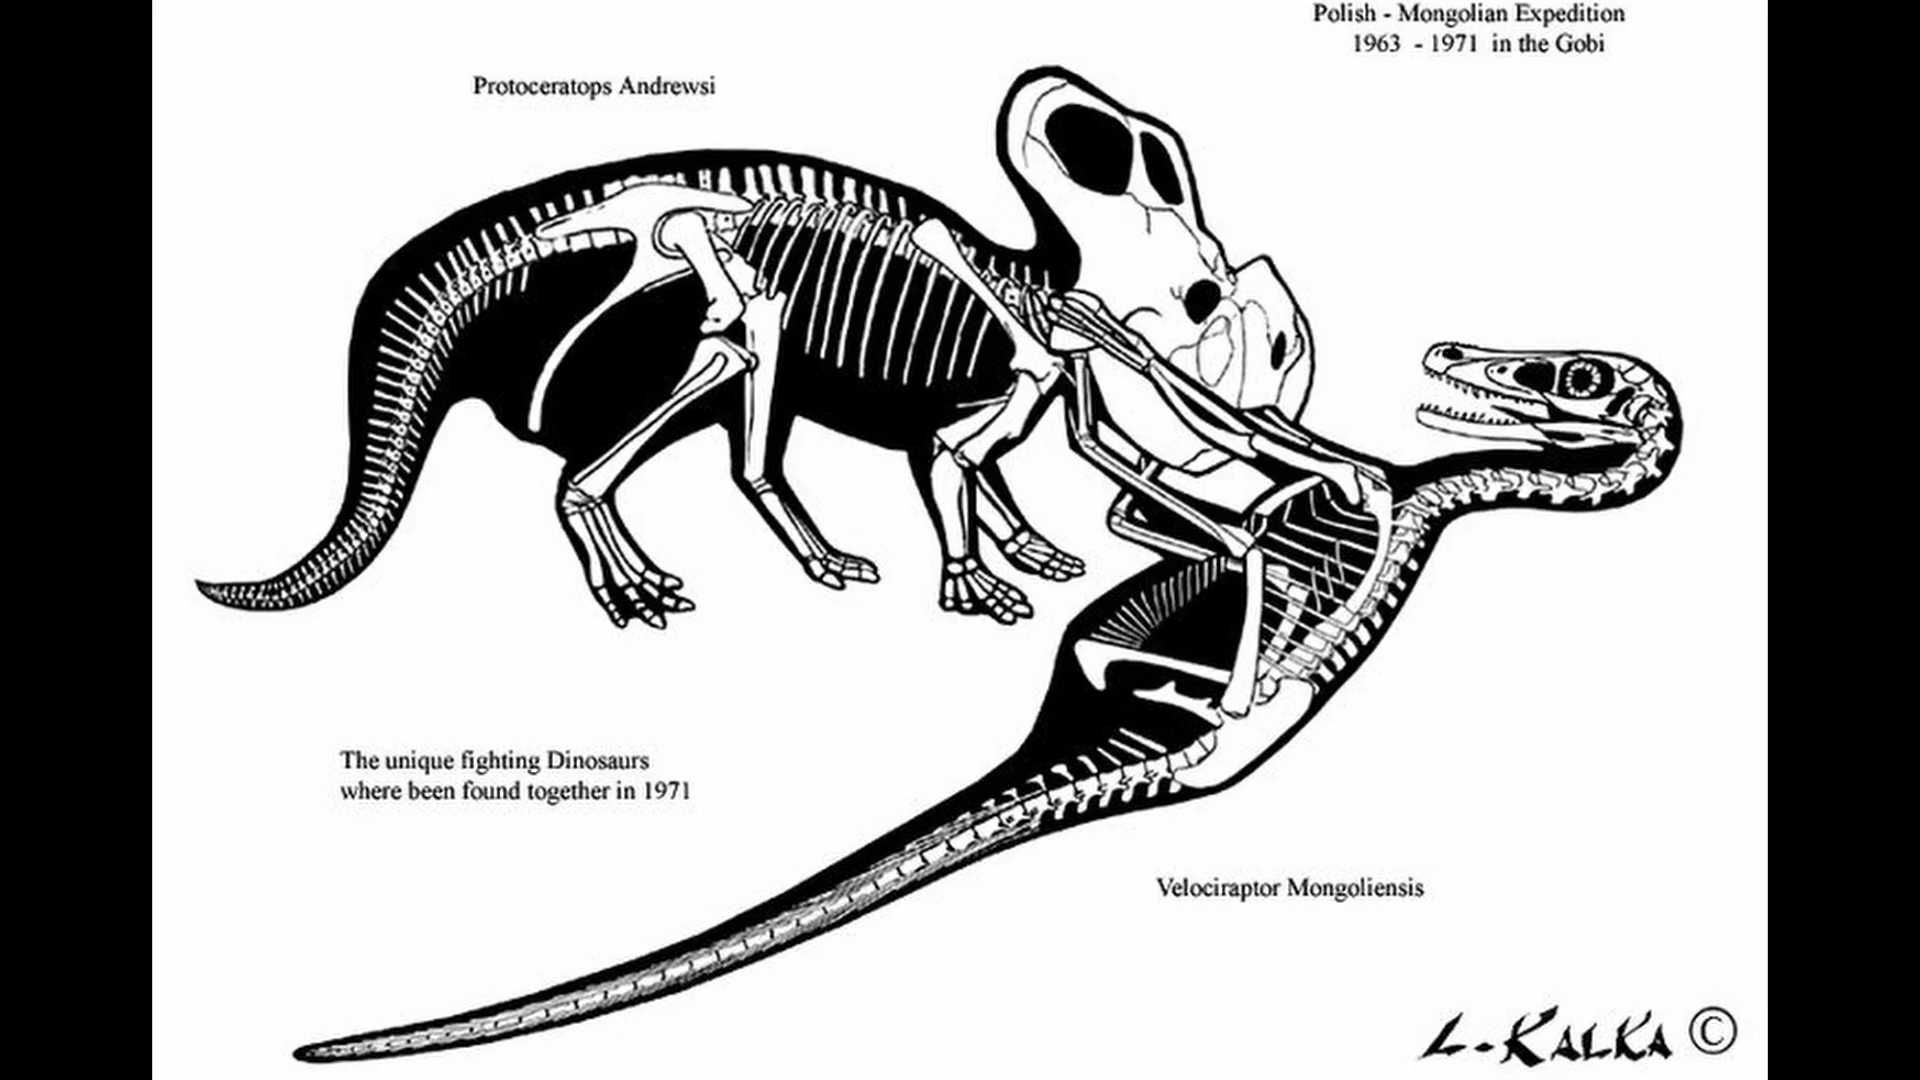 Polish - Mongolian Expedition
1963 - 1971 in the Gobi
Protoceratops Andrewsi
The unique fighting Dinosaurs
where been found together in 1971
Velociraptor Mongoliensis
L-KALKA ©